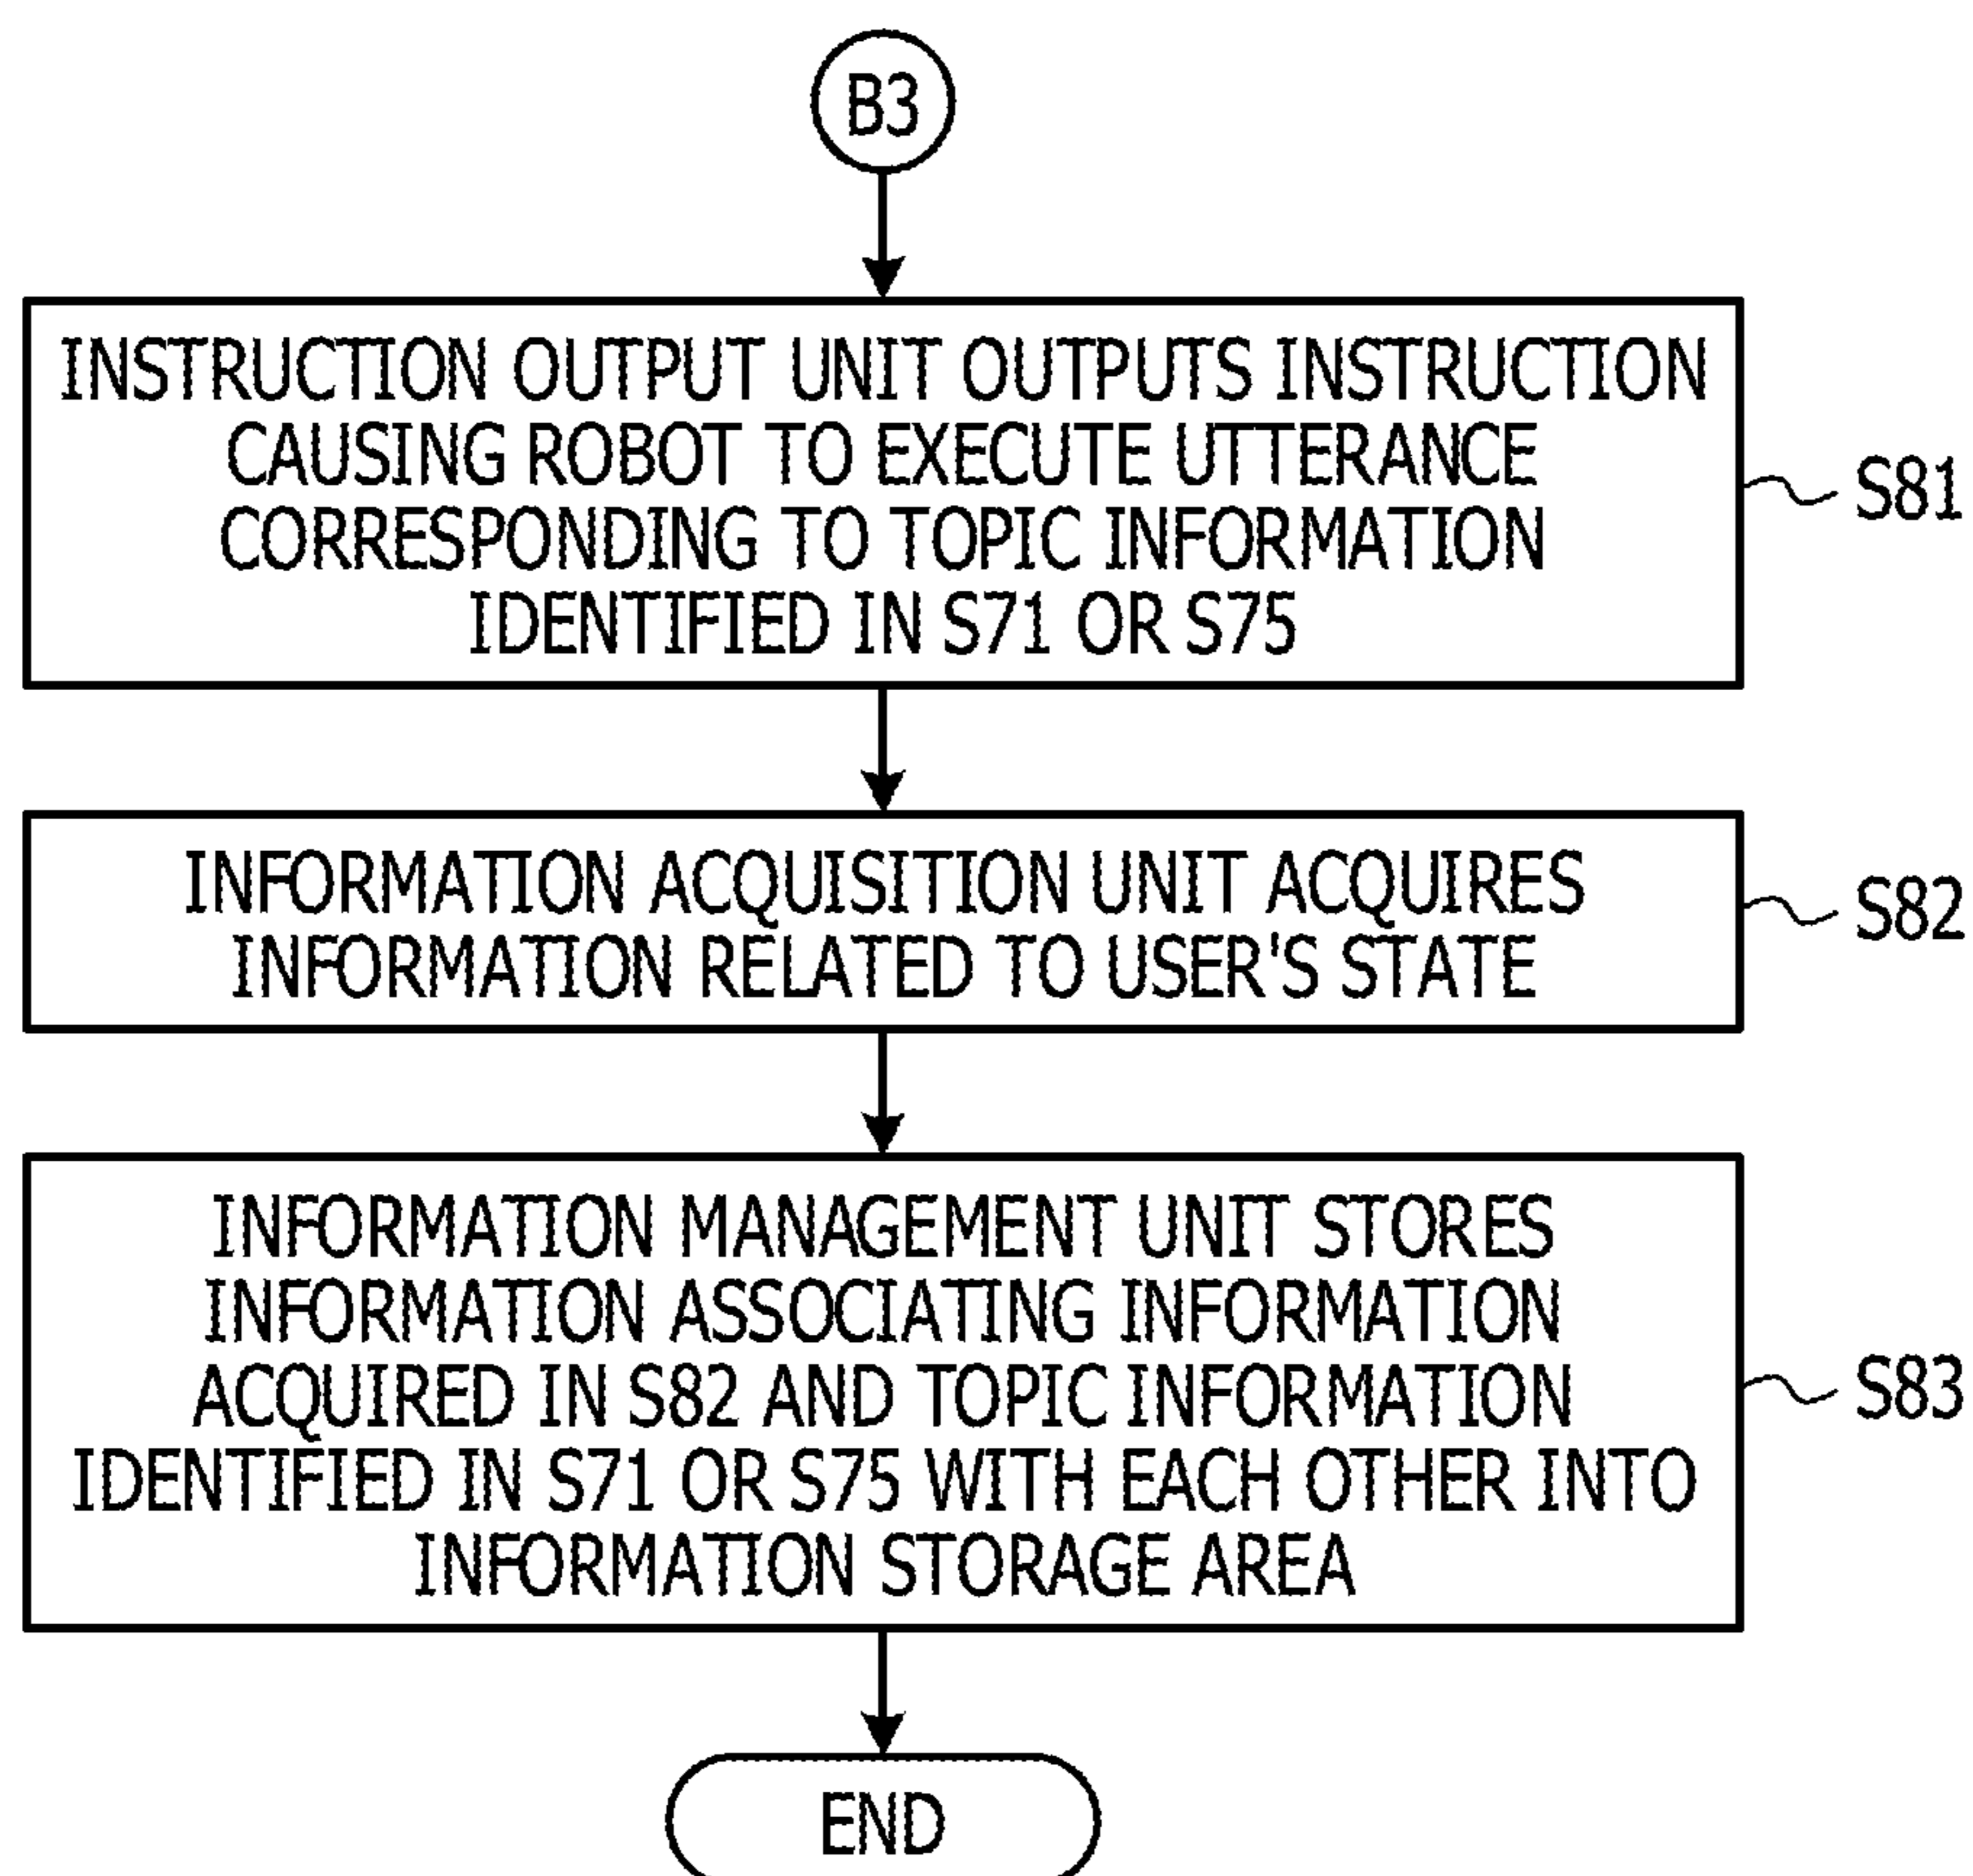 B3
INSTRUCTION OUTPUT UNIT OUTPUTS INSTRUCTION
CAUSING ROBOT TO EXECUTE UTTERANCE
CORRESPONDING TO TOPIC INFORMATION
IDENTIFIED IN S71 OR S75
S81
INFORMATION ACQUISITION UNIT ACQUIRES
INFORMATION RELATED TO USER'S STATE
S82
INFORMATION MANAGEMENT UNIT STORES
INFORMATION ASSOCIATING INFORMATION
ACQUIRED IN S82 AND TOPIC INFORMATION
IDENTIFIED IN S71 OR S75 WITH EACH OTHER INTO
INFORMATION STORAGE AREA
S83
END